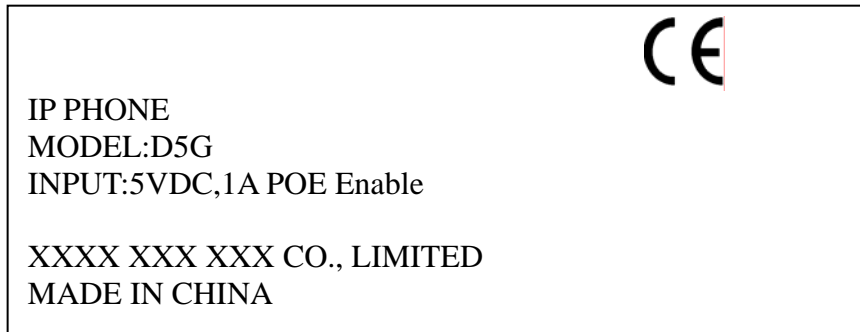 CE
IP PHONE
MODEL:D5G
INPUT:5VDC,1A POE Enable
XXXX XXX XXX CO., LIMITED
MADE IN CHINA